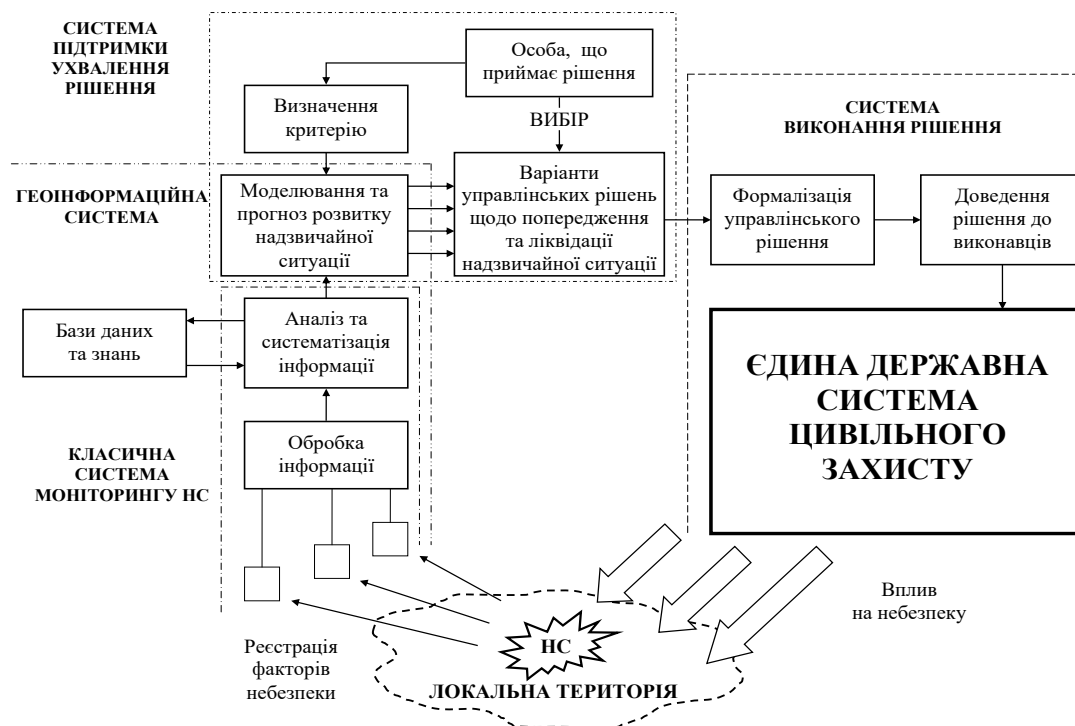 СИСТЕМА
ПІДТРИМКИ
УХВАЛЕННЯ
РІШЕННЯ
Особа, що
приймає рішення
Визначення
критерію
ВИБІР
СИСТЕМА
ВИКОНАННЯ РІШЕННЯ
ГЕОІНФОРМАЦІЙНА
СИСТЕМА
Моделювання та
прогноз розвитку
надзвичайної
ситуації
Варіанти
управлінських рішень
щодо попередження
та ліквідації
надзвичайної ситуації
Формалізація
управлінського
рішення
Доведення
рішення до
виконавців
Бази даних
та знань
Аналіз та
систематізація
інформації
ЄДИНА ДЕРЖАВНА
СИСТЕМА
ЦИВІЛЬНОГО
ЗАХИСТУ
КЛАСИЧНА
СИСТЕМА
МОНІТОРИНГУ НС
Обробка
інформації
Вплив
на небезпеку
Реєстрація
факторів
небезпеки
НС
ЛОКАЛЬНА ТЕРИТОРІЯ